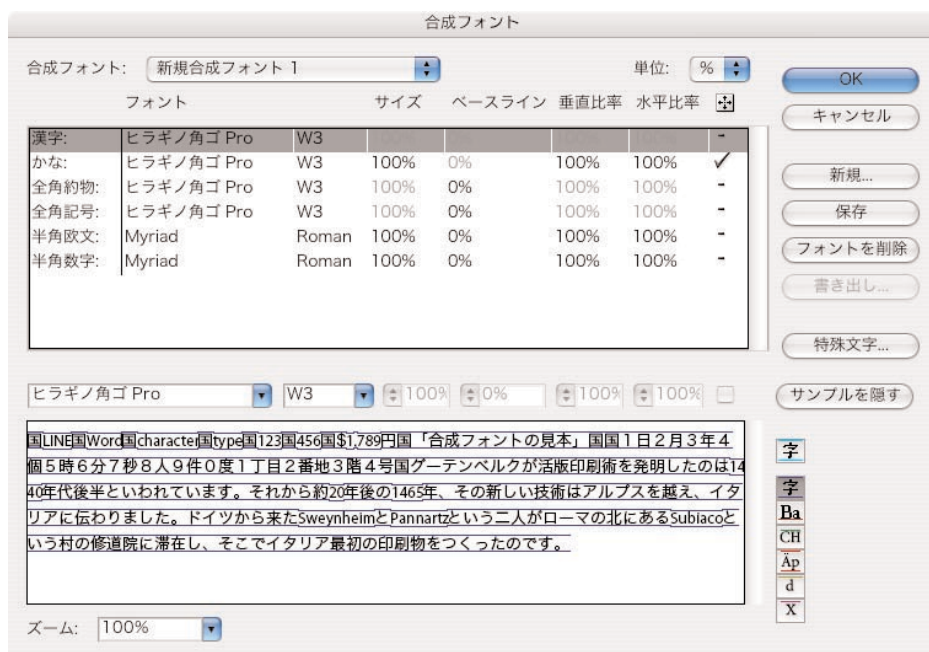 合成フォント
合成フォント: 新規合成フォント 1 単位: % OK
フォント サイズ ベースライン 垂直比率 水平比率 キャンセル
漢字: ヒラギノ角ゴ Pro W3
かな: ヒラギノ角ゴ Pro W3 100% 0% 100% 100%
全角約物: ヒラギノ角ゴ Pro W3 100% 0% 100% 100% 新規...
全角記号: ヒラギノ角ゴ Pro W3 100% 0% 100% 100% 保存
半角欧文: Myriad Roman 100% 0% 100% 100% フォントを削除
半角数字: Myriad Roman 100% 0% 100% 100%
書き出し...
特殊文字...
ヒラギノ角ゴ Pro W3 100% 0% 100% 100% サンプルを隠す
国LINE国Word国character国type国123国456国$1,789円国「合成フォントの見本」国国1日2月3年4
個5時6分7秒8人9件0度1丁目2番地3階4号国グーテンベルクが活版印刷術を発明したのは14
40年代後半といわれています。それから約20年後の1465年、その新しい技術はアルプスを越え、イタ
リアに伝わりました。ドイツから来たSweynheimとPannartzという二人がローマの北にあるSubiacoと
いう村の修道院に滞在し、そこでイタリア最初の印刷物をつくったのです。
字
字
Ba
CH
Äp
d
X
ズーム: 100%